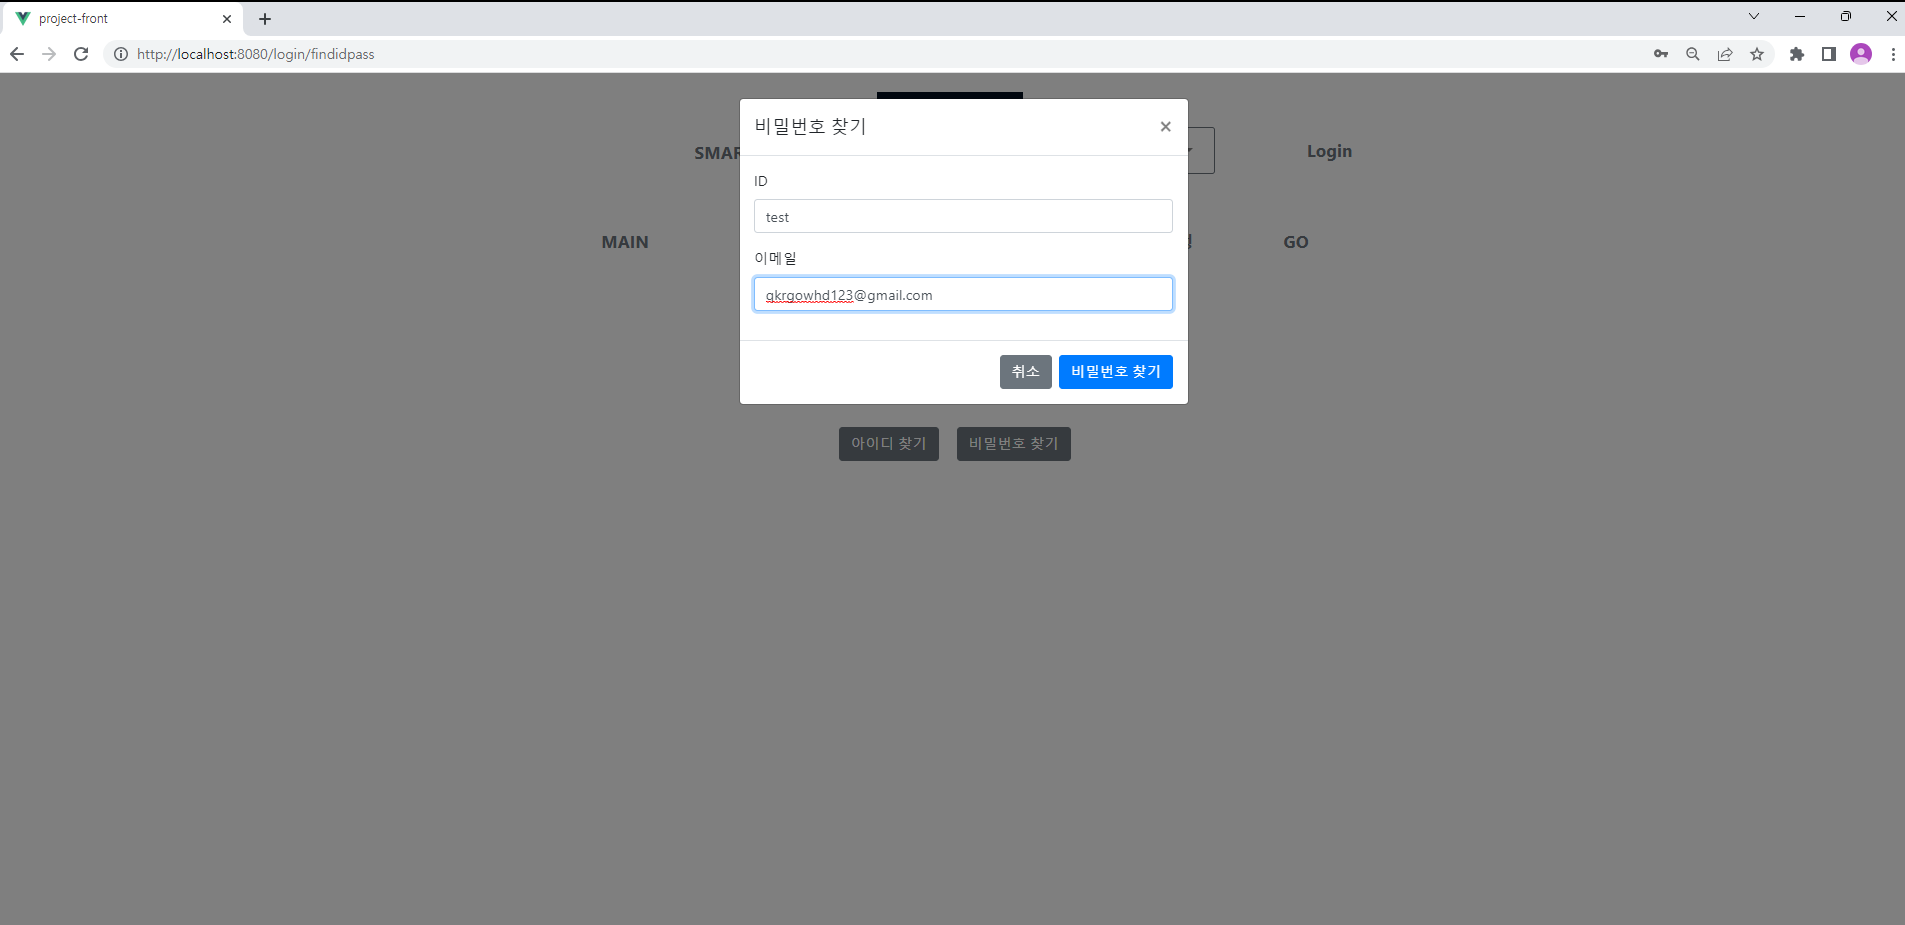 project-front
http://localhost:8080/login/findidpass
비밀번호 찾기
Login
ID
test
MAIN
GO
이메일
qkrgowhd123@gmail.com
취소 비밀번호 찾기
아이디 찾기 비밀번호 찾기